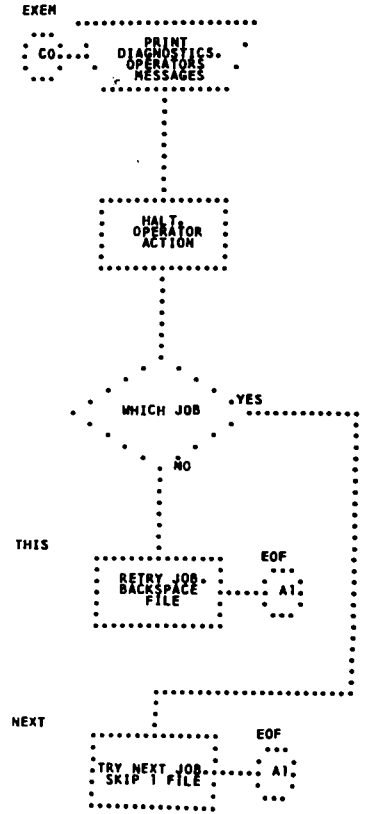 EXEM
CO
PRINT
DIAGNOSTICS.
OPERATORS
MESSAGES
HALT.
OPERATOR
ACTION
WHICH JOB
YES
NO
THIS
EOF
RETRY JOB.
BACKSPACE
FILE
A1
NEXT
EOF
TRY NEXT JOB.
SKIP 1 FILE
A1